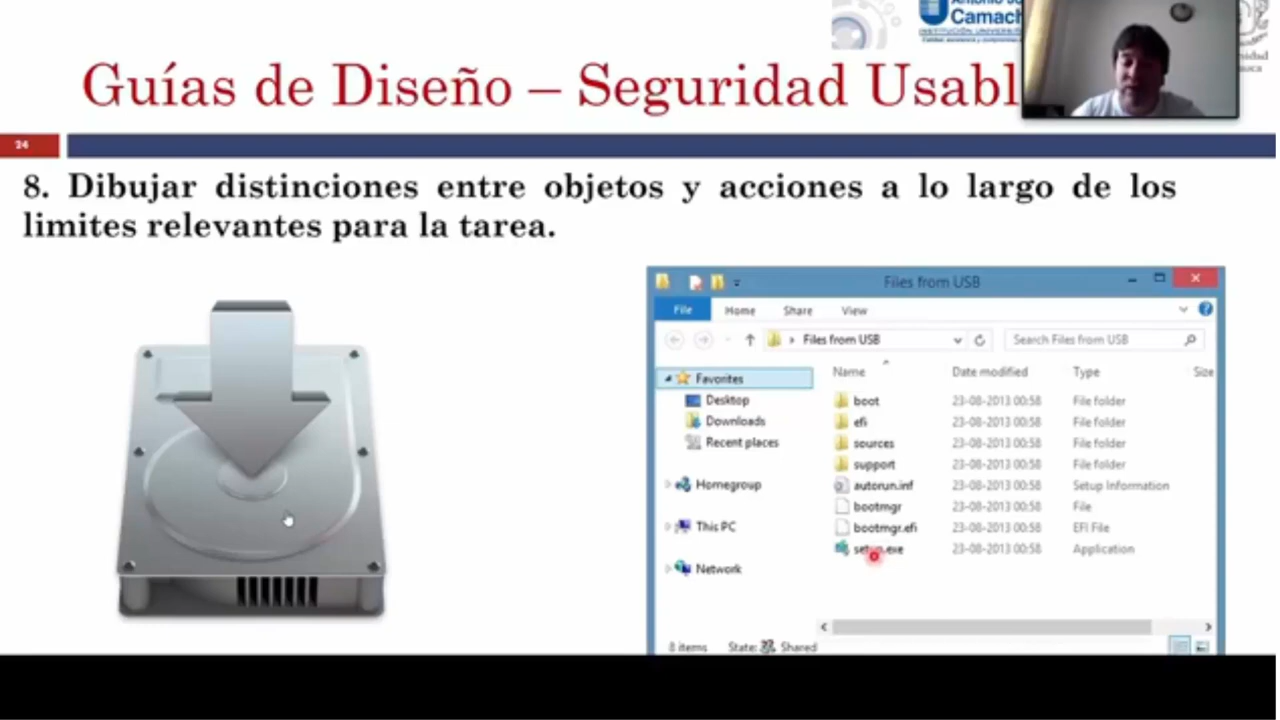 Antonio Jo
Camach
Guías de Diseño – Seguridad Usabl
24
8. Dibujar distinciones entre objetos y acciones a lo largo de los
limites relevantes para la tarea.
Files from USB
File Home Share View
Files from USB
Search Files from USB
Name Date modified Type Size
Favorites
Desktop
Downloads
Recent places
Homegroup
This PC
Network
boot 23-08-2013 00:58 File folder
efi 23-08-2013 00:58 File folder
sources 23-08-2013 00:58 File folder
support 23-08-2013 00:58 File folder
autorun.inf 23-08-2013 00:58 Setup Information
bootmgr 23-08-2013 00:58 File
bootmgr.efi 23-08-2013 00:58 EFI File
setup.exe 23-08-2013 00:58 Application
8 items State: Shared